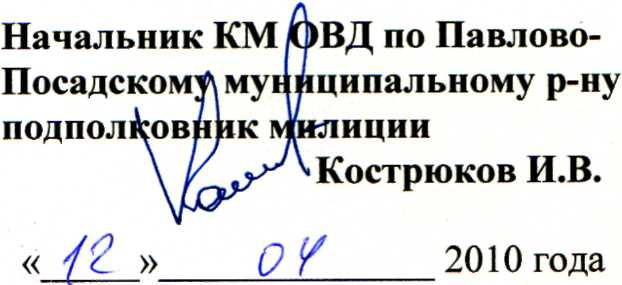 Начальник КМ ОВД по Павлово-
Посадскому муниципальному р-ну
подполковник милиции
Кострюков И.В.
«12» 04 2010 года